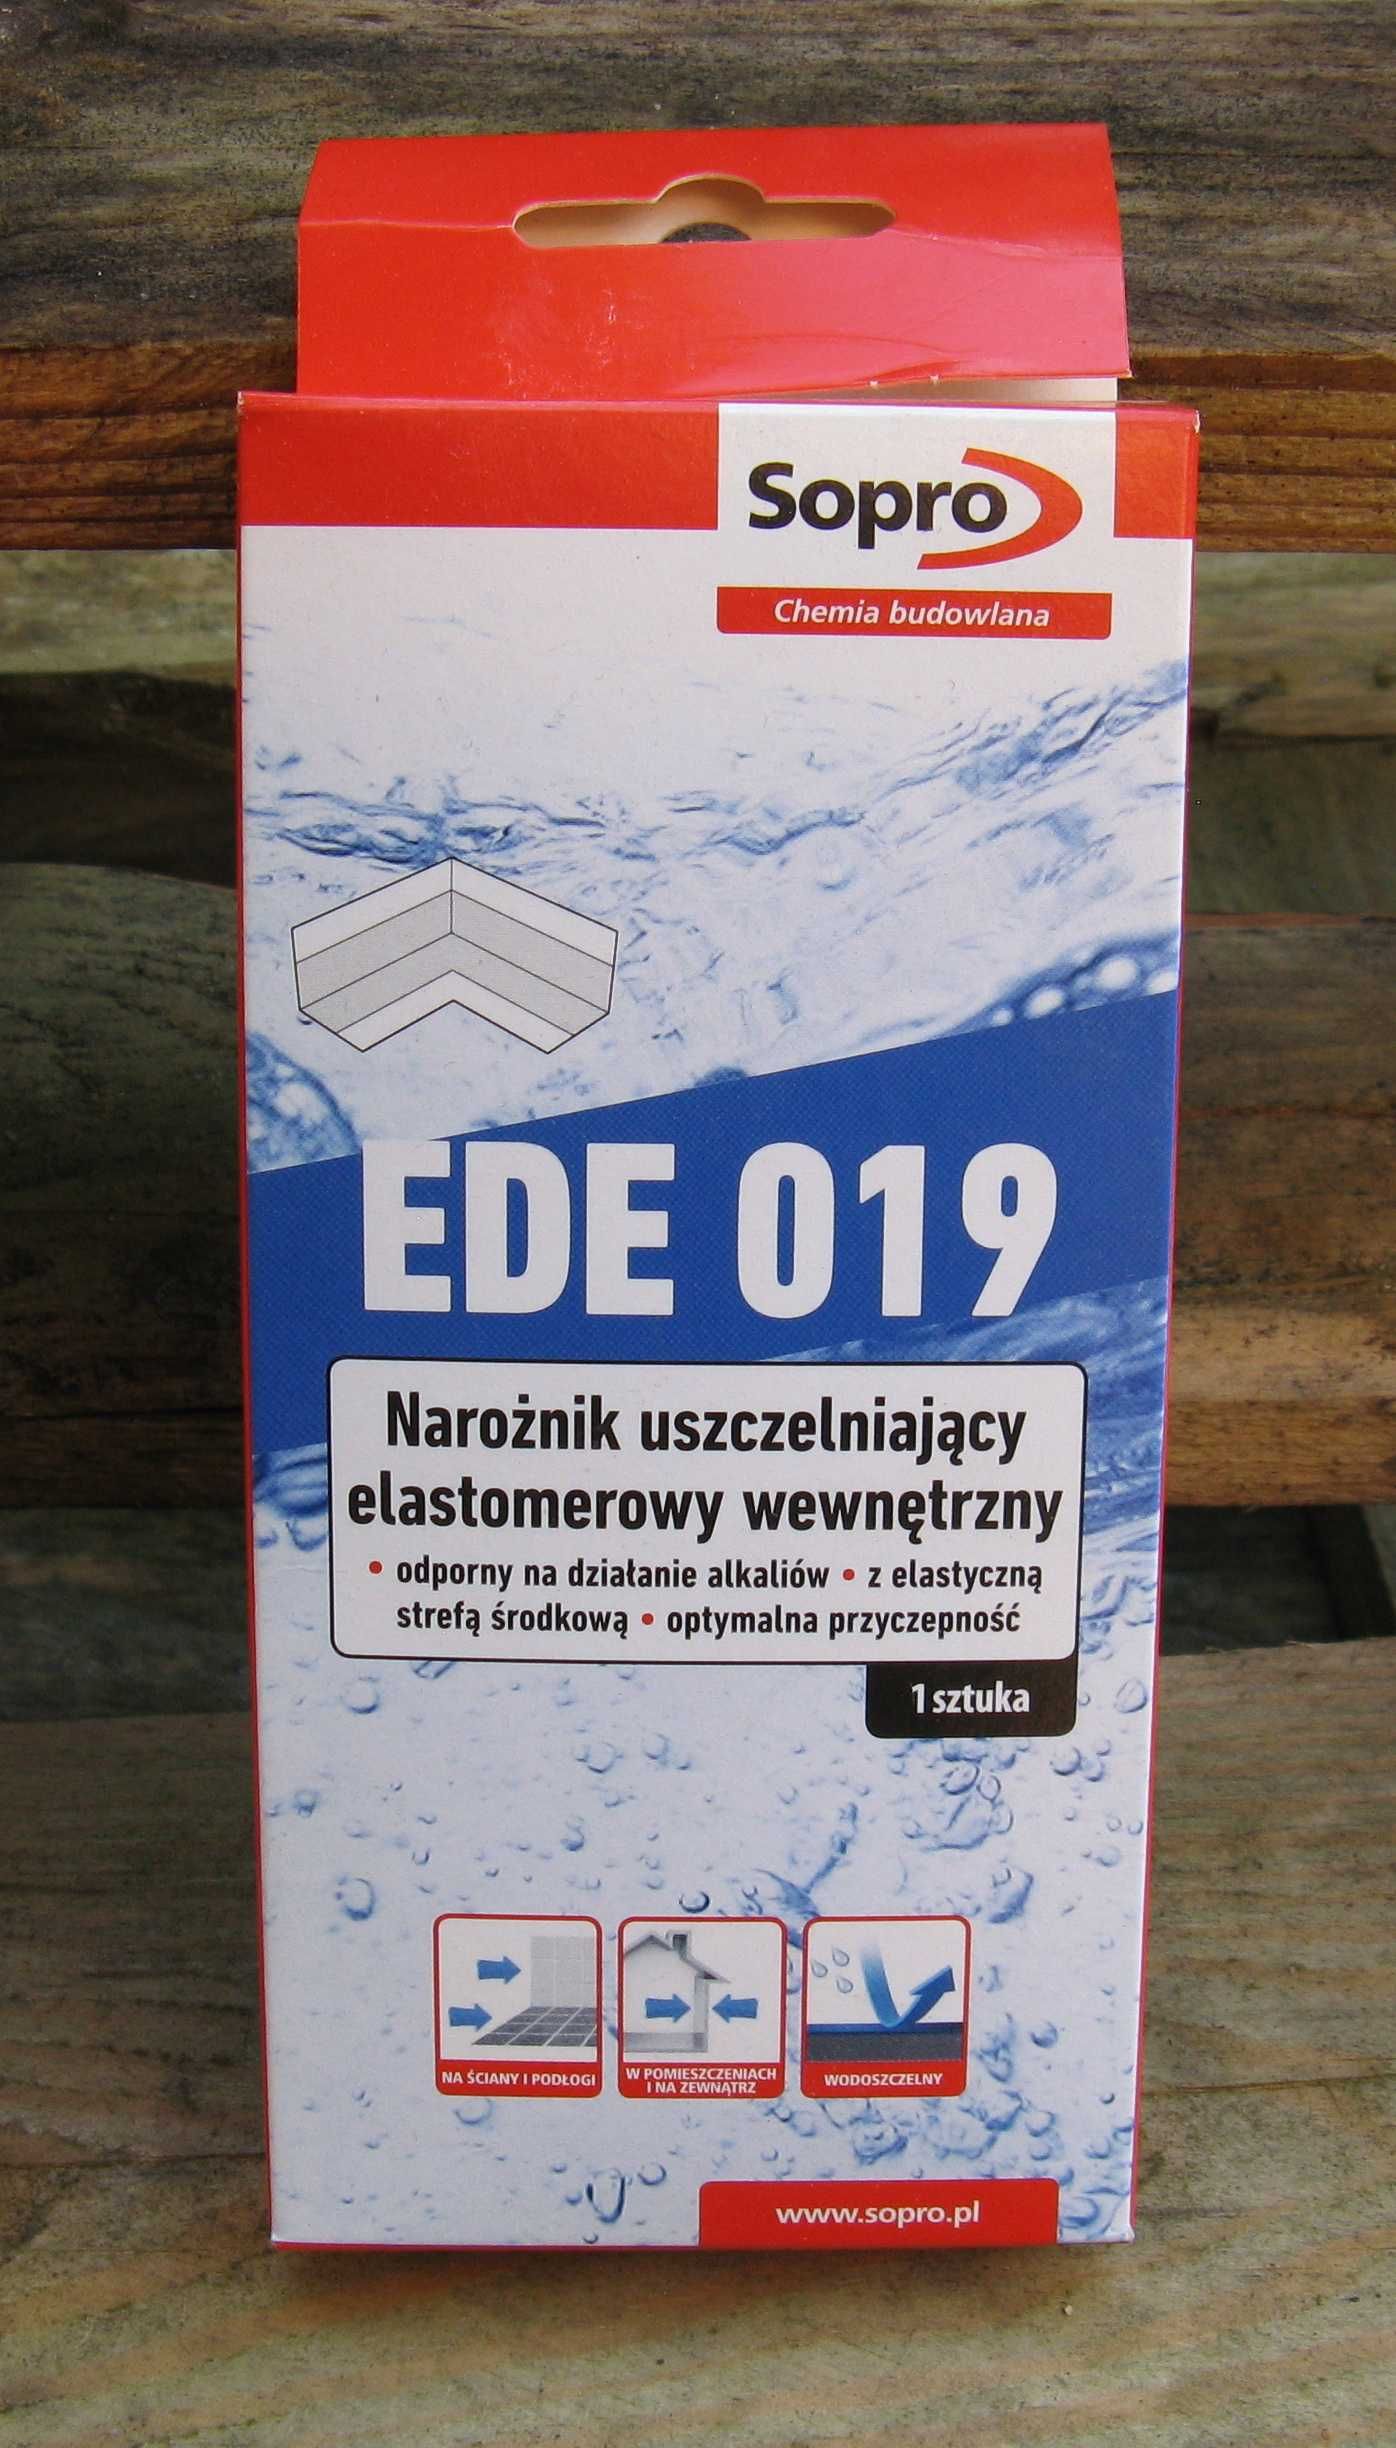 Sopro
Chemia budowlana
EDE 019
Narożnik uszczelniający
elastomerowy wewnętrzny
• odporny na działanie alkaliów • z elastyczną
strefą środkową • optymalna przyczepność
1 sztuka
NA ŚCIANY I PODŁOGI
W POMIESZCZENIACH
I NA ZEWNĄTRZ
WODOSZCZELNY
www.sopro.pl